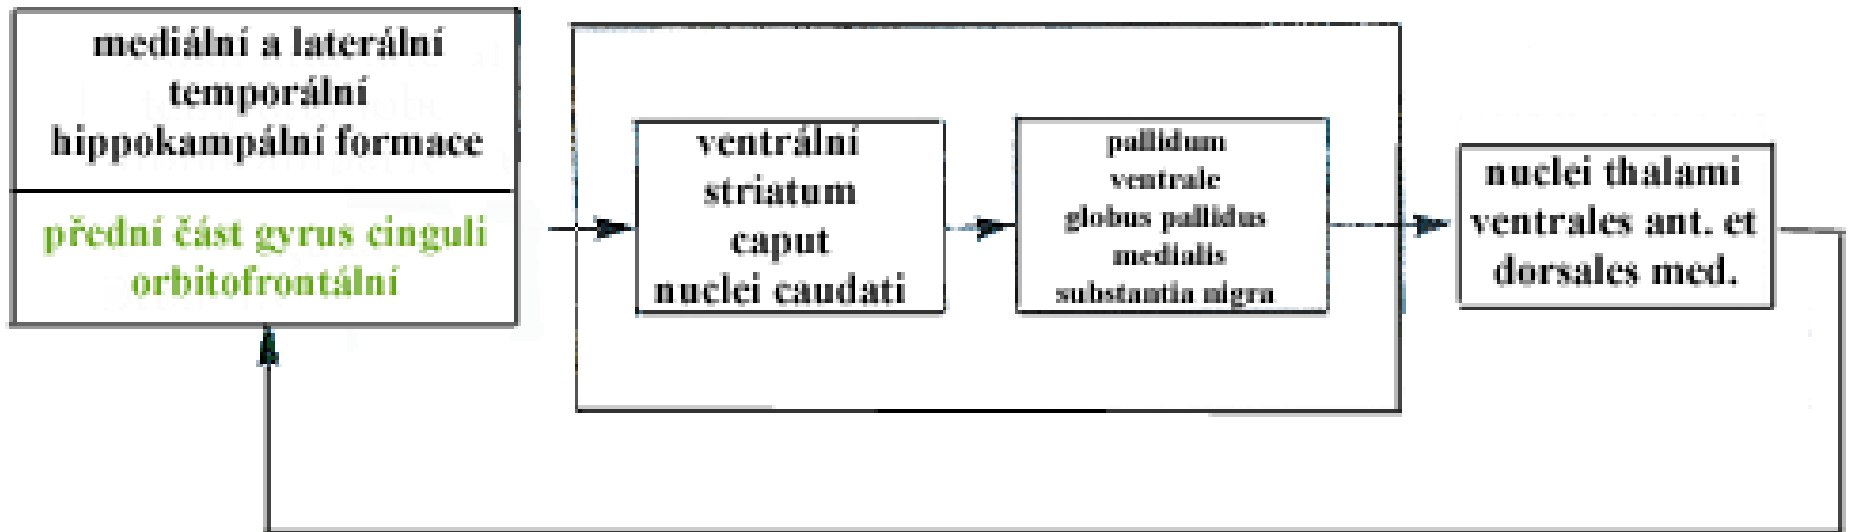 mediální a laterální
temporální
hippokampální formace
přední část gyrus cinguli
orbitofrontální
ventrální
striatum
caput
nuclei caudati
pallidum
ventrale
globus pallidus
medialis
substantia nigra
nuclei thalami
ventrales ant. et
dorsales med.